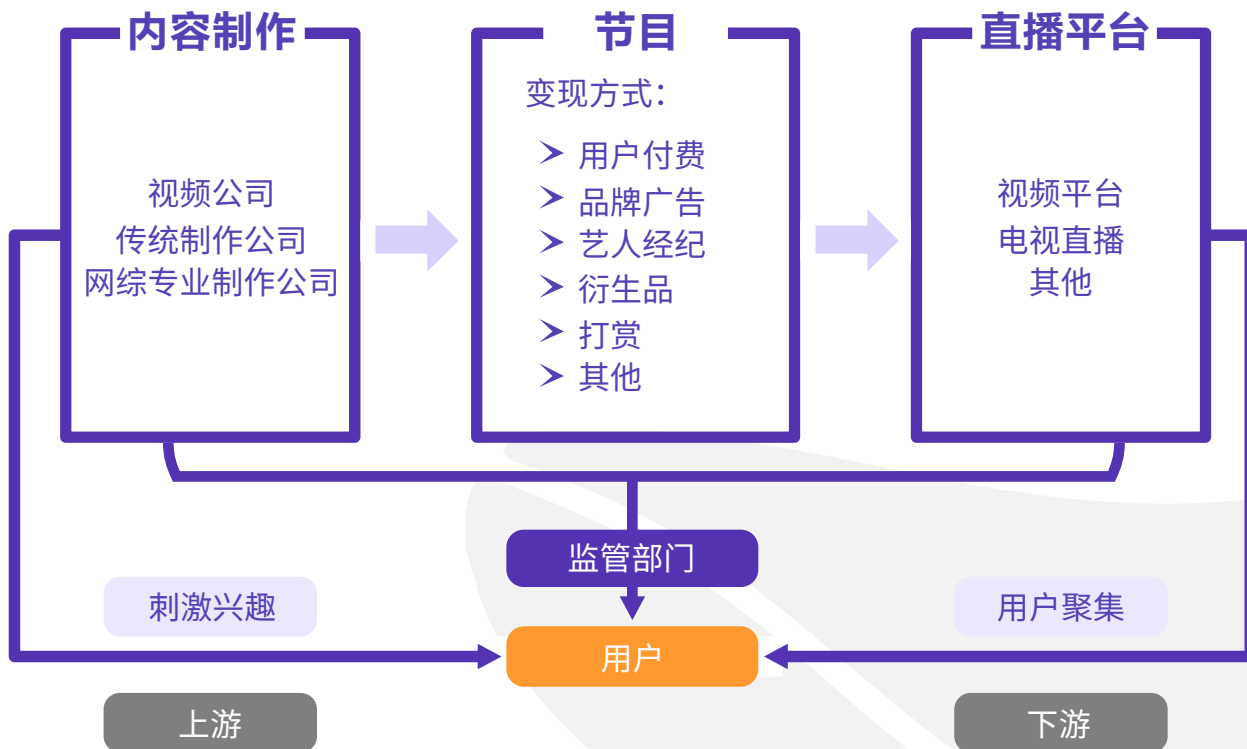 内容制作
视频公司
传统制作公司
网综专业制作公司
节目
变现方式：
用户付费
品牌广告
艺人经纪
衍生品
打赏
其他
直播平台
视频平台
电视直播
其他
监管部门
刺激兴趣
用户聚集
用户
上游
下游